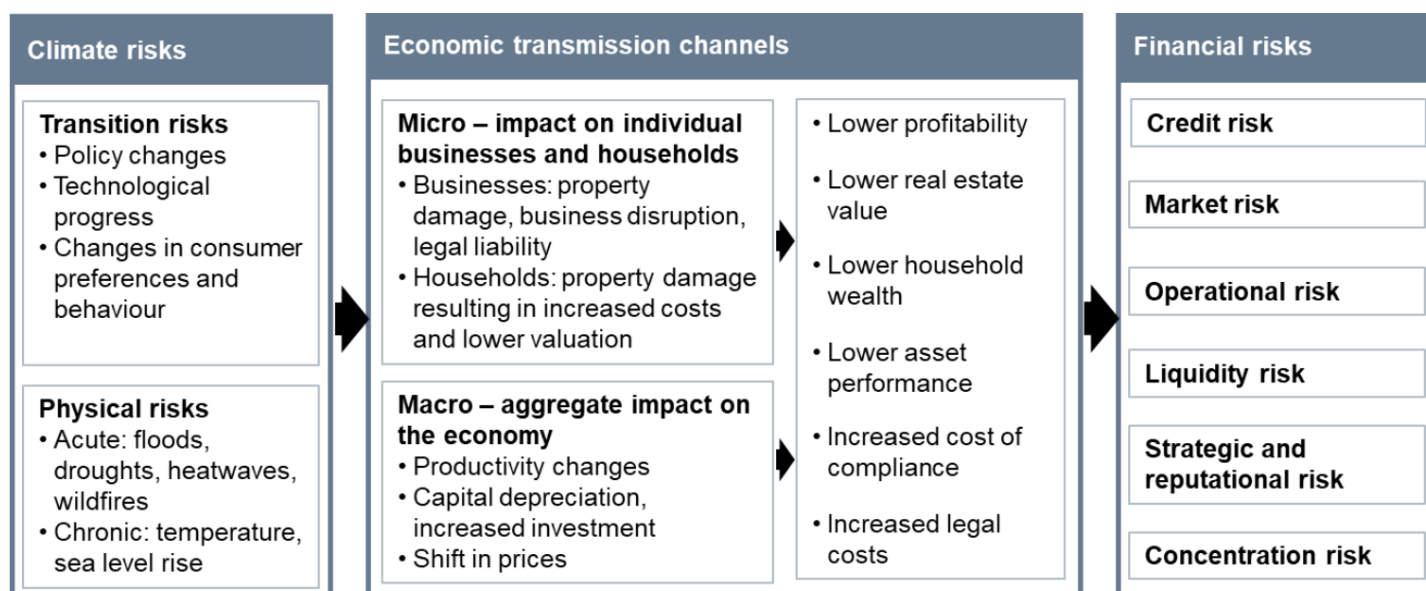 Climate risks
Transition risks
• Policy changes
• Technological
progress
• Changes in consumer
preferences and
behaviour
Physical risks
• Acute: floods,
droughts, heatwaves,
wildfires
• Chronic: temperature,
sea level rise
Economic transmission channels
Micro – impact on individual
businesses and households
• Businesses: property
damage, business disruption,
legal liability
• Households: property damage
resulting in increased costs
and lower valuation
Macro – aggregate impact on
the economy
• Productivity changes
• Capital depreciation,
increased investment
• Shift in prices
• Lower profitability
• Lower real estate
value
• Lower household
wealth
• Lower asset
performance
• Increased cost of
compliance
• Increased legal
costs
Financial risks
Credit risk
Market risk
Operational risk
Liquidity risk
Strategic and
reputational risk
Concentration risk